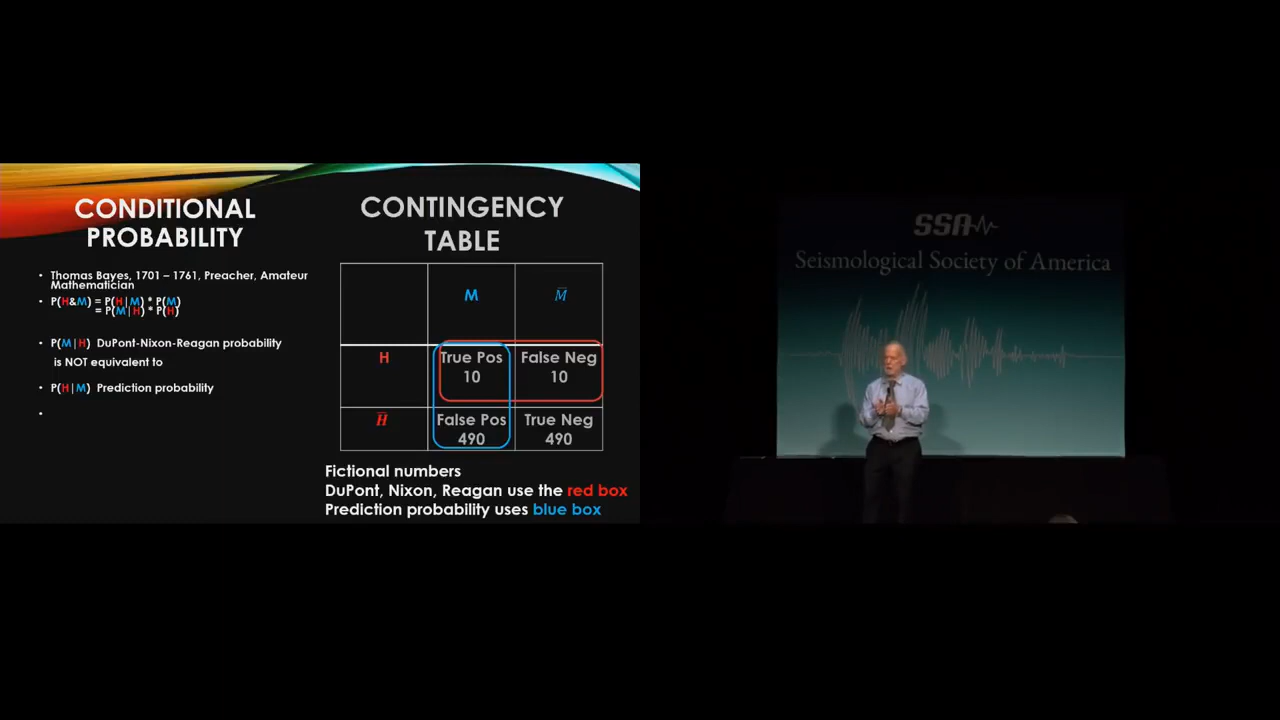 CONDITIONAL
PROBABILITY
• Thomas Bayes, 1701 – 1761, Preacher, Amateur
Mathematician
• P(H&M) = P(H|M) * P(M)
= P(M|H) * P(H)
• P(M|H) DuPont-Nixon-Reagan probability
is NOT equivalent to
• P(H|M) Prediction probability
•
CONTINGENCY
TABLE
M M̅
H True Pos False Neg
10 10
H̅ False Pos True Neg
490 490
Fictional numbers
DuPont, Nixon, Reagan use the red box
Prediction probability uses blue box
SSA
Seismological Society of America